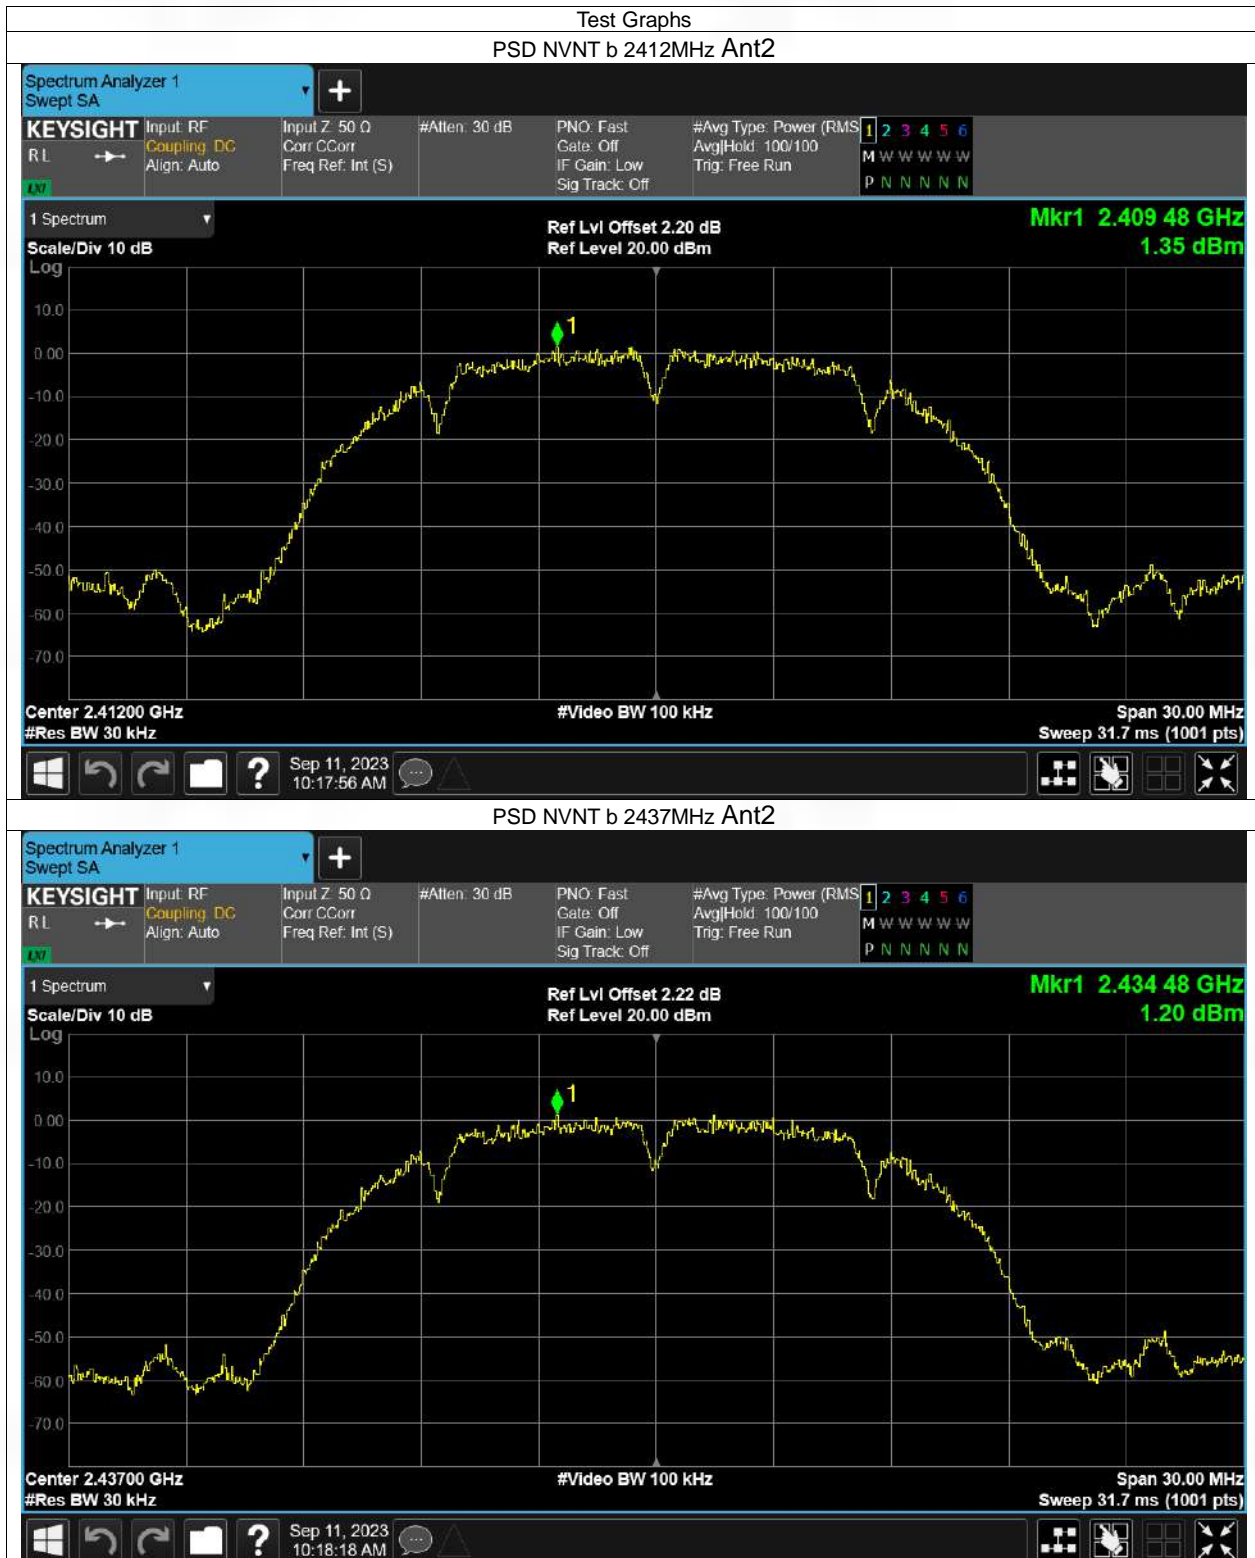 Test Graphs
PSD NVNT b 2412MHz Ant2
Spectrum Analyzer 1
Swept SA
+
KEYSIGHT Input: RF Input Z: 50 Ω #Atten: 30 dB PNO: Fast #Avg Type: Power (RMS 1 2 3 4 5 6
RL Coupling: DC Corr CCorr Gate: Off Avg|Hold: 100/100 M W W W W W
Align: Auto Freq Ref: Int (S) IF Gain: Low Trig: Free Run
LXI Sig Track: Off P N N N N N
1 Spectrum Ref Lvl Offset 2.20 dB Mkr1 2.409 48 GHz
Scale/Div 10 dB Ref Level 20.00 dBm 1.35 dBm
Log
10.0
1
0.00
-10.0
-20.0
-30.0
-40.0
-50.0
-60.0
-70.0
Center 2.41200 GHz #Video BW 100 kHz Span 30.00 MHz
#Res BW 30 kHz Sweep 31.7 ms (1001 pts)
? Sep 11, 2023
10:17:56 AM
PSD NVNT b 2437MHz Ant2
Spectrum Analyzer 1
Swept SA
+
KEYSIGHT Input: RF Input Z: 50 Ω #Atten: 30 dB PNO: Fast #Avg Type: Power (RMS 1 2 3 4 5 6
RL Coupling: DC Corr CCorr Gate: Off Avg|Hold: 100/100 M W W W W W
Align: Auto Freq Ref: Int (S) IF Gain: Low Trig: Free Run
LXI Sig Track: Off P N N N N N
1 Spectrum Ref Lvl Offset 2.22 dB Mkr1 2.434 48 GHz
Scale/Div 10 dB Ref Level 20.00 dBm 1.20 dBm
Log
10.0
1
0.00
-10.0
-20.0
-30.0
-40.0
-50.0
-60.0
-70.0
Center 2.43700 GHz #Video BW 100 kHz Span 30.00 MHz
#Res BW 30 kHz Sweep 31.7 ms (1001 pts)
? Sep 11, 2023
10:18:18 AM